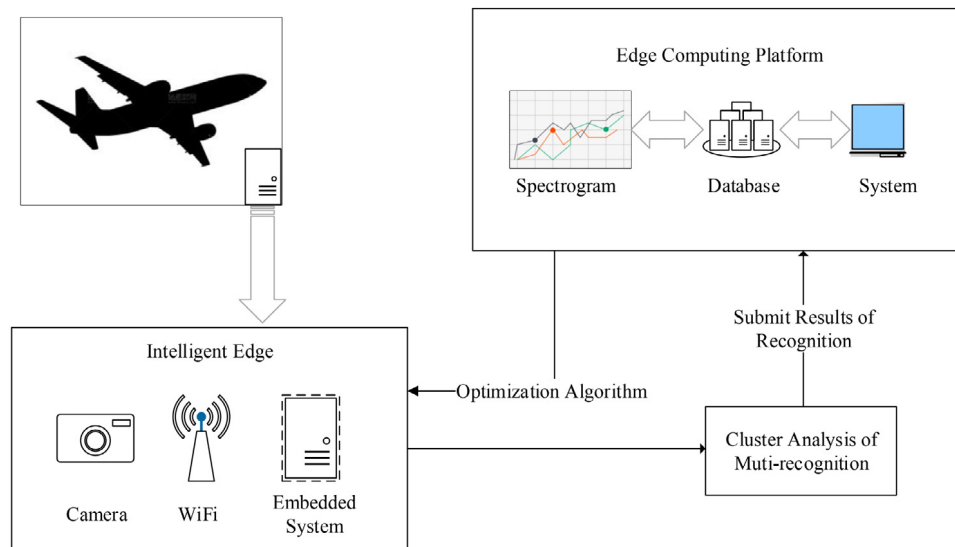 Edge Computing Platform
Spectrogram
Database
System
Submit Results of
Recognition
Intelligent Edge
Optimization Algorithm
Cluster Analysis of
Muti-recognition
Camera
WiFi
Embedded
System